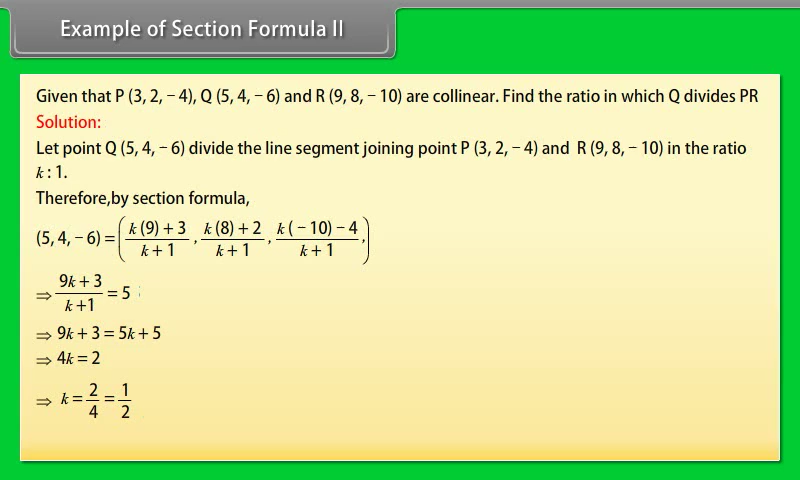 Example of Section Formula II
Given that P (3, 2, – 4), Q (5, 4, – 6) and R (9, 8, – 10) are collinear. Find the ratio in which Q divides PR
Solution:
Let point Q (5, 4, – 6) divide the line segment joining point P (3, 2, – 4) and R (9, 8, – 10) in the ratio
k : 1.
Therefore,by section formula,
(5, 4, – 6) = ( k (9) + 3 / k + 1 , k (8) + 2 / k + 1 , k ( – 10) – 4 / k + 1 , )
⇒ 9k + 3 / k +1 = 5
⇒ 9k + 3 = 5k + 5
⇒ 4k = 2
⇒ k = 2 / 4 = 1 / 2